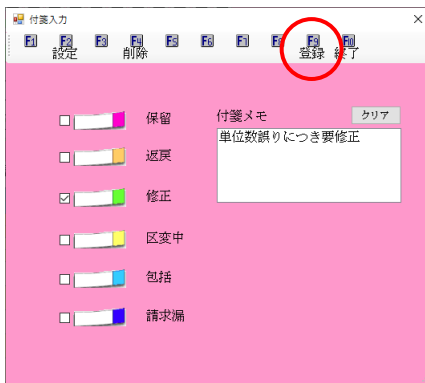 付箋入力
F1 F2 F3 F4 F5 F6 F7 F9 F10
設定 削除 登録 終了
保留
返戻
修正
区変中
包括
請求漏
付箋メモ クリア
単位数誤りにつき要修正